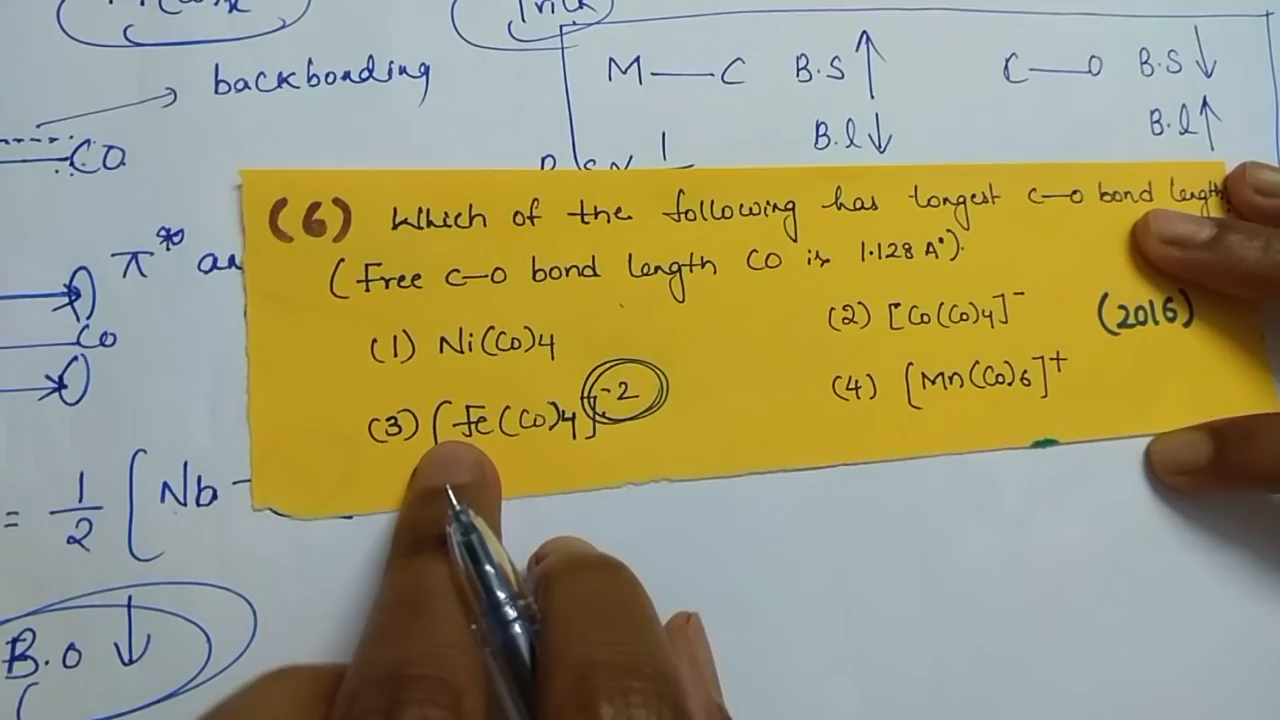 Trick
backbonding
M—C B.S↑ C—O B.S↓
B.l↓ B.l↑
CO
π*
CO
= 1/2 [Nb -
B.O ↓
(6) Which of the following has longest C—O bond length
(Free C—O bond length CO is 1.128 A°).
(1) Ni(CO)4 (2) [Co(CO)4]⁻ (2016)
(3) [Fe(CO)4]⁻² (4) [Mn(CO)6]⁺